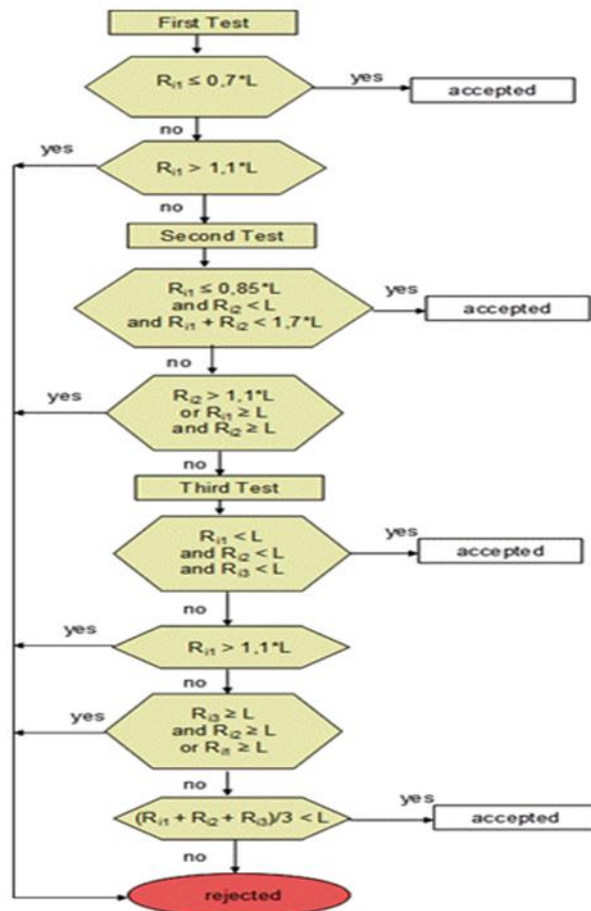 First Test
Ri1 ≤ 0,7*L
yes
accepted
no
yes
Ri1 > 1,1*L
no
Second Test
Ri1 ≤ 0,85*L
and Ri2 < L
and Ri1 + Ri2 < 1,7*L
yes
accepted
no
yes
Ri2 > 1,1*L
or Ri1 ≥ L
and Ri2 ≥ L
no
Third Test
Ri1 < L
and Ri2 < L
and Ri3 < L
yes
accepted
no
yes
Ri1 > 1,1*L
no
yes
Ri3 ≥ L
and Ri2 ≥ L
or Ri1 ≥ L
no
(Ri1 + Ri2 + Ri3)/3 < L
yes
accepted
no
rejected